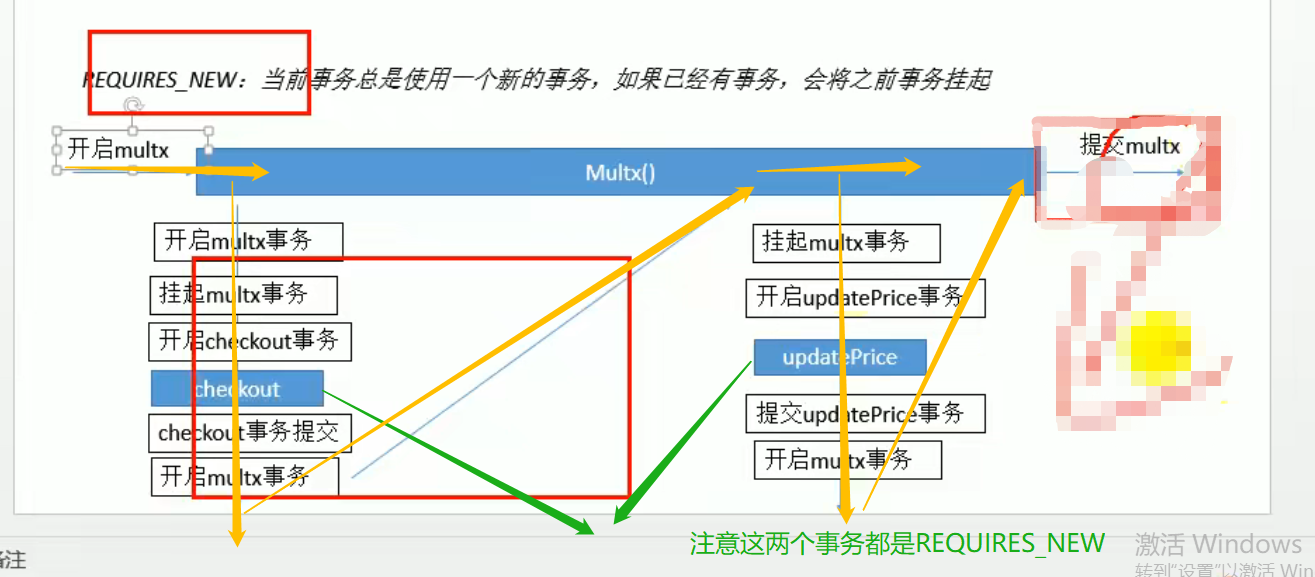 REQUIRES_NEW：当前事务总是使用一个新的事务，如果已经有事务，会将之前事务挂起
开启multx
Multx()
提交multx
开启multx事务
挂起multx事务
开启checkout事务
checkout
checkout事务提交
开启multx事务
挂起multx事务
开启updatePrice事务
updatePrice
提交updatePrice事务
开启multx事务
注意这两个事务都是REQUIRES_NEW
备注
激活 Windows
转到"设置"以激活 Win